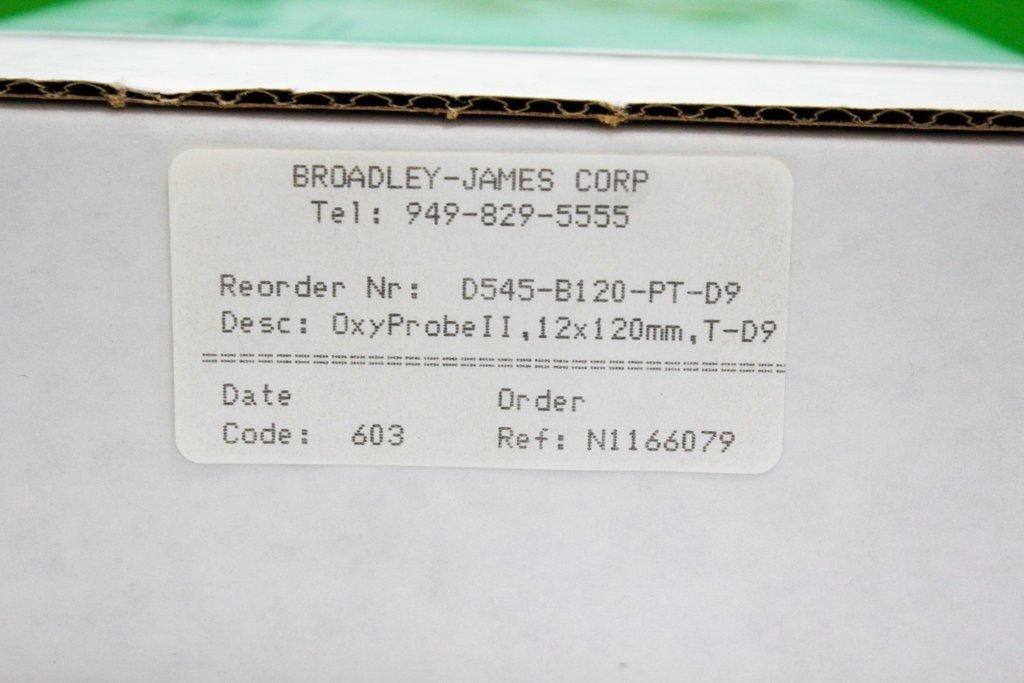 BROADLEY-JAMES CORP
Tel: 949-829-5555
Reorder Nr: D545-B120-PT-D9
Desc: OxyProbeII,12x120mm,T-D9
Date
Code: 603
Order
Ref: N1166079